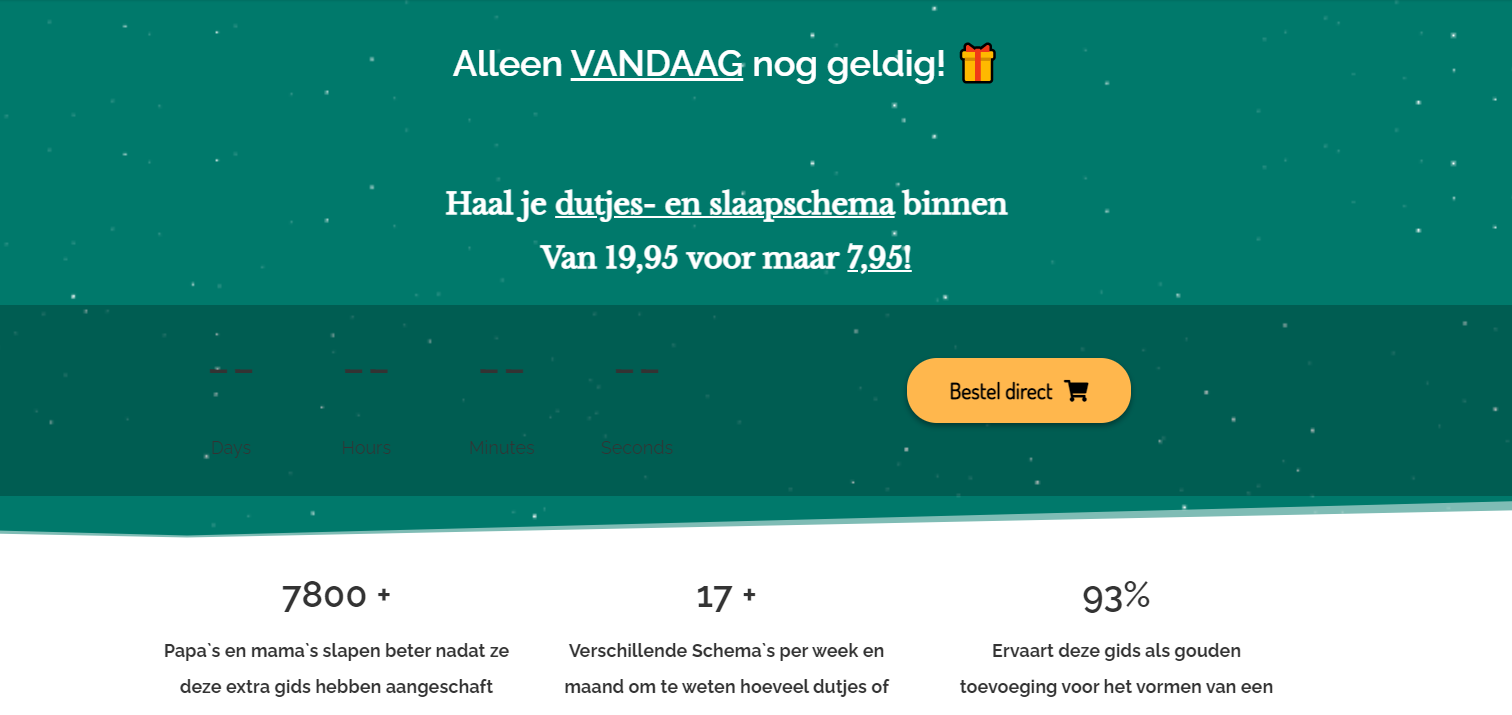 Alleen VANDAAG nog geldig!
Haal je dutjes- en slaapschema binnen
Van 19,95 voor maar 7,95!
-- -- -- --
Days Hours Minutes Seconds
Bestel direct
7800 +
Papa`s en mama`s slapen beter nadat ze
deze extra gids hebben aangeschaft
17 +
Verschillende Schema`s per week en
maand om te weten hoeveel dutjes of
93%
Ervaart deze gids als gouden
toevoeging voor het vormen van een